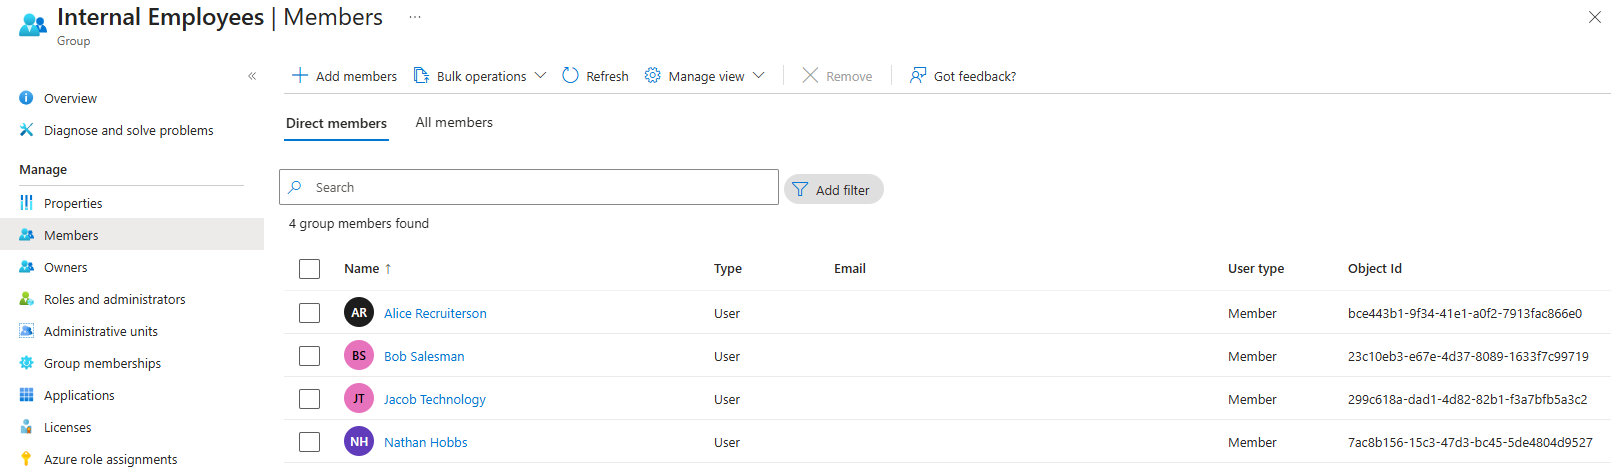 Internal Employees | Members ...
Group
Add members Bulk operations Refresh Manage view Remove Got feedback?
Overview
Diagnose and solve problems
Manage
Properties
Members
Owners
Roles and administrators
Administrative units
Group memberships
Applications
Licenses
Azure role assignments
Direct members All members
Search Add filter
4 group members found
Name ↑ Type Email User type Object Id
AR Alice Recruiterson User Member bce443b1-9f34-41e1-a0f2-7913fac866e0
BS Bob Salesman User Member 23c10eb3-e67e-4d37-8089-1633f7c99719
JT Jacob Technology User Member 299c618a-dad1-4d82-82b1-f3a7bfb5a3c2
NH Nathan Hobbs User Member 7ac8b156-15c3-47d3-bc45-5de4804d9527